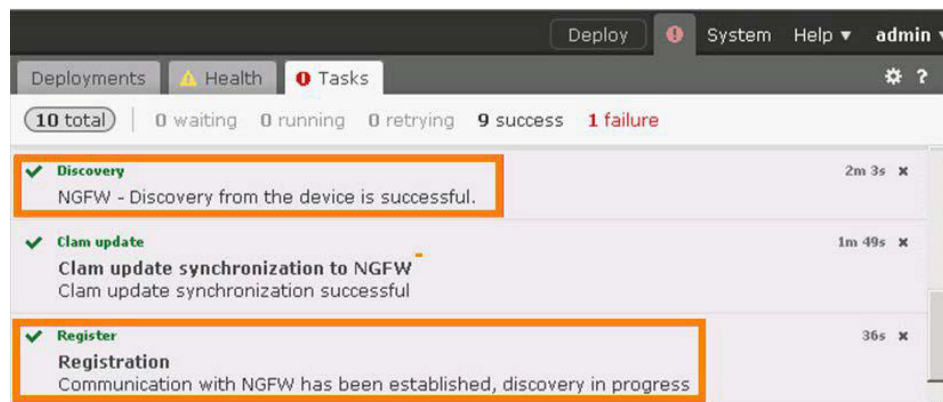 Deploy System Help admin
Deployments Health Tasks ?
10 total 0 waiting 0 running 0 retrying 9 success 1 failure
Discovery 2m 3s
NGFW - Discovery from the device is successful.
Clam update 1m 49s
Clam update synchronization to NGFW
Clam update synchronization successful
Register 36s
Registration
Communication with NGFW has been established, discovery in progress